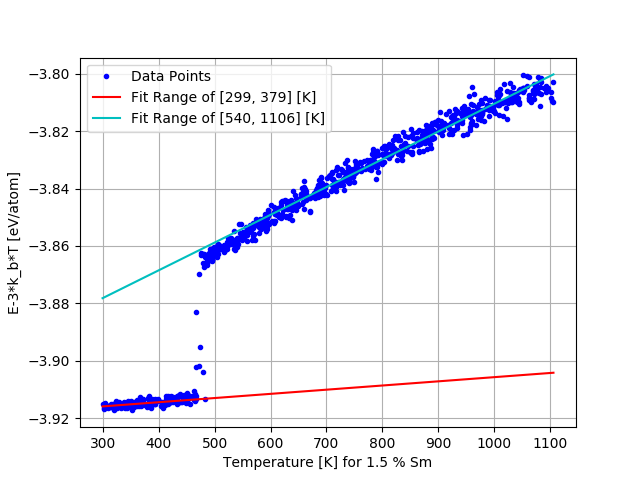 −3.80
−3.82
−3.84
−3.86
−3.88
−3.90
−3.92
E-3*k_b*T [eV/atom]
Data Points
Fit Range of [299, 379] [K]
Fit Range of [540, 1106] [K]
300 400 500 600 700 800 900 1000 1100
Temperature [K] for 1.5 % Sm